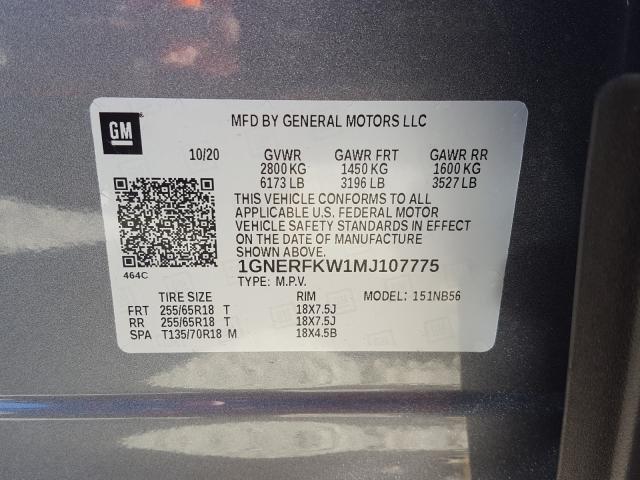 GM
MFD BY GENERAL MOTORS LLC
10/20 GVWR GAWR FRT GAWR RR
2800 KG 1450 KG 1600 KG
6173 LB 3196 LB 3527 LB
THIS VEHICLE CONFORMS TO ALL
APPLICABLE U.S. FEDERAL MOTOR
VEHICLE SAFETY STANDARDS IN EFFECT
ON THE DATE OF MANUFACTURE
SHOWN ABOVE.
464C
1GNERFKW1MJ107775
TYPE: M.P.V.
TIRE SIZE RIM MODEL: 151NB56
FRT 255/65R18 T 18X7.5J
RR 255/65R18 T 18X7.5J
SPA T135/70R18 M 18X4.5B